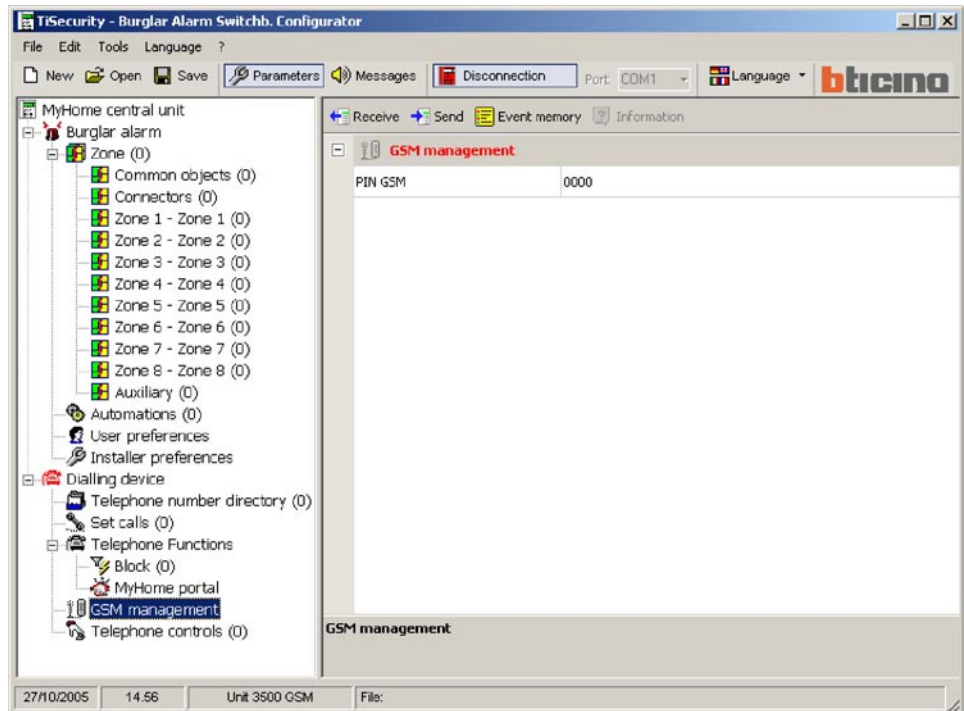 TiSecurity - Burglar Alarm Switchb. Configurator
File Edit Tools Language ?
New Open Save Parameters Messages Disconnection Port: COM1 Language bticino
MyHome central unit
Burglar alarm
Zone (0)
Common objects (0)
Connectors (0)
Zone 1 - Zone 1 (0)
Zone 2 - Zone 2 (0)
Zone 3 - Zone 3 (0)
Zone 4 - Zone 4 (0)
Zone 5 - Zone 5 (0)
Zone 6 - Zone 6 (0)
Zone 7 - Zone 7 (0)
Zone 8 - Zone 8 (0)
Auxiliary (0)
Automations (0)
User preferences
Installer preferences
Dialling device
Telephone number directory (0)
Set calls (0)
Telephone Functions
Block (0)
MyHome portal
GSM management
Telephone controls (0)
Receive Send Event memory Information
GSM management
PIN GSM 0000
GSM management
27/10/2005 14.56 Unit 3500 GSM File: